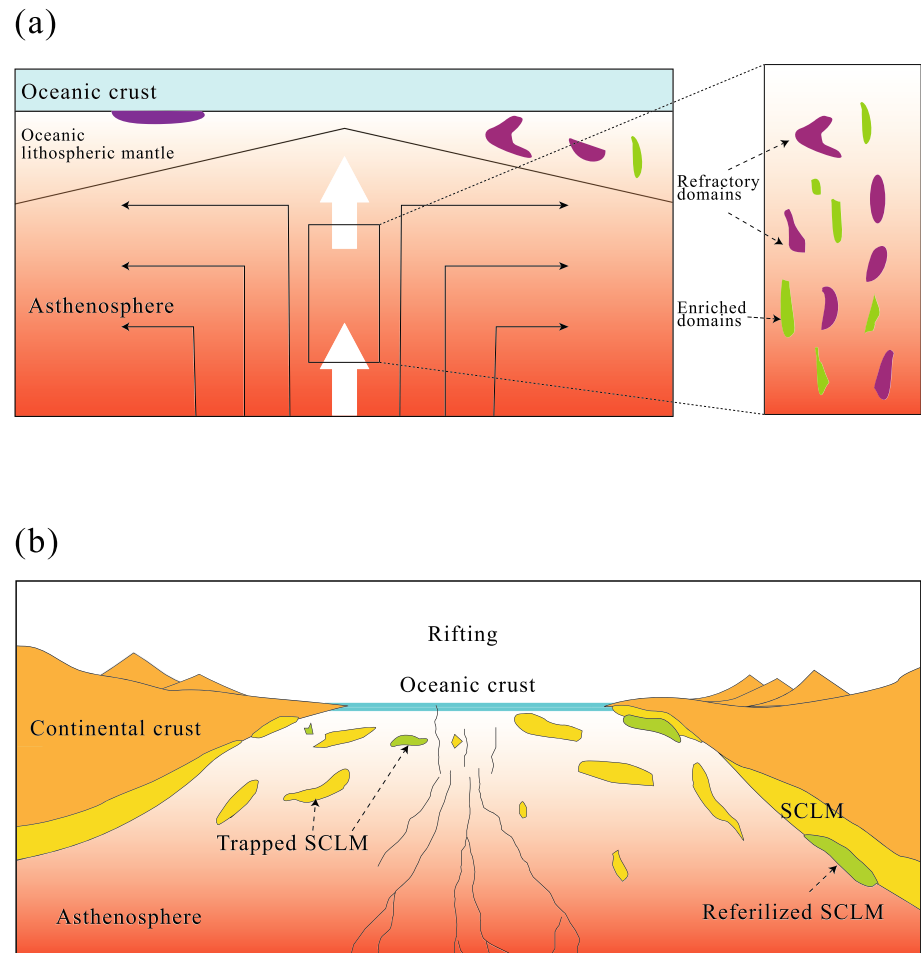 (a)
Oceanic crust
Oceanic
lithospheric mantle
Asthenosphere
Refractory
domains
Enriched
domains
(b)
Rifting
Oceanic crust
Continental crust
SCLM
Trapped SCLM
Referilized SCLM
Asthenosphere